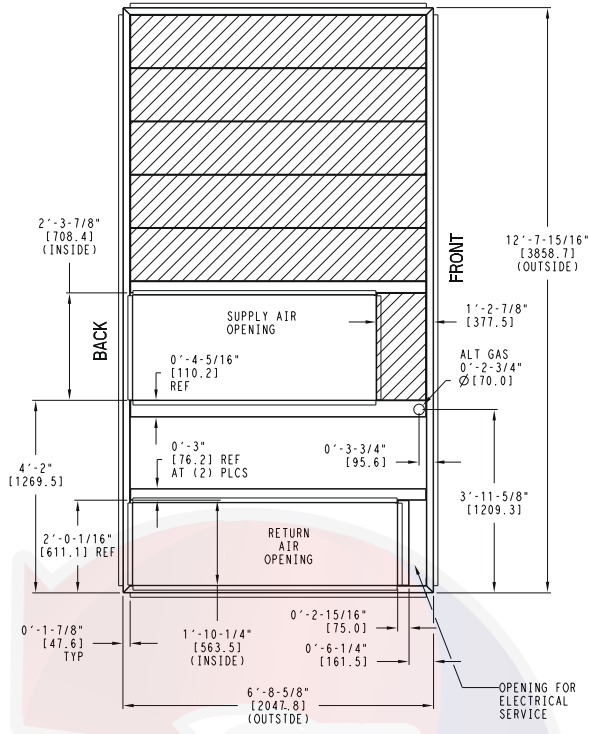 2'-3-7/8"
[708.4]
(INSIDE)
BACK
SUPPLY AIR
OPENING
0'-4-5/16"
[110.2]
REF
FRONT
12'-7-15/16"
[3858.7]
(OUTSIDE)
1'-2-7/8"
[377.5]
ALT GAS
0'-2-3/4"
Ø[70.0]
4'-2"
[1269.5]
0'-3"
[76.2] REF
AT (2) PLCS
0'-3-3/4"
[95.6]
3'-11-5/8"
[1209.3]
2'-0-1/16"
[611.1] REF
RETURN
AIR
OPENING
0'-1-7/8"
[47.6]
TYP
1'-10-1/4"
[563.5]
(INSIDE)
0'-2-15/16"
[75.0]
0'-6-1/4"
[161.5]
6'-8-5/8"
[2047.8]
(OUTSIDE)
OPENING FOR
ELECTRICAL
SERVICE